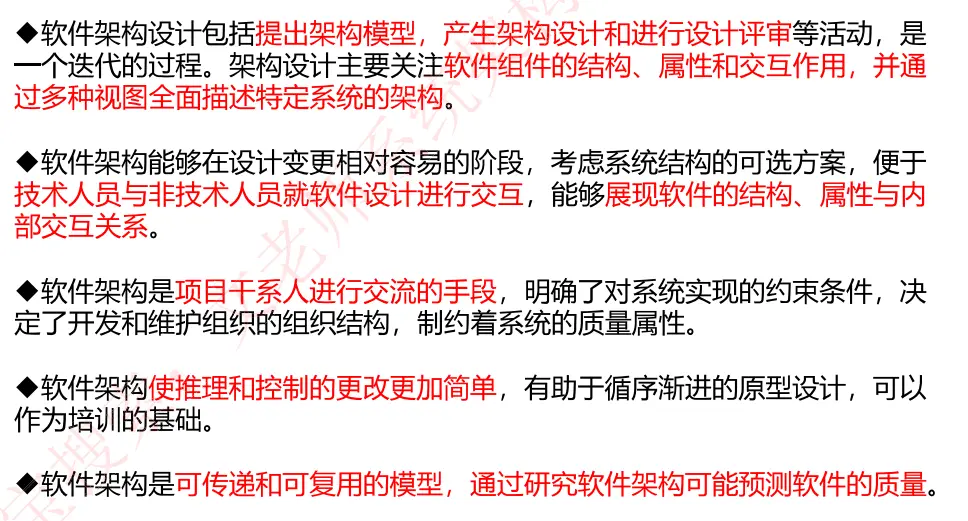 ◆软件架构设计包括提出架构模型，产生架构设计和进行设计评审等活动，是
一个迭代的过程。架构设计主要关注软件组件的结构、属性和交互作用，并通
过多种视图全面描述特定系统的架构。
◆软件架构能够在设计变更相对容易的阶段，考虑系统结构的可选方案，便于
技术人员与非技术人员就软件设计进行交互，能够展现软件的结构、属性与内
部交互关系。
◆软件架构是项目干系人进行交流的手段，明确了对系统实现的约束条件，决
定了开发和维护组织的组织结构，制约着系统的质量属性。
◆软件架构使推理和控制的更改更加简单，有助于循序渐进的原型设计，可以
作为培训的基础。
◆软件架构是可传递和可复用的模型，通过研究软件架构可能预测软件的质量。